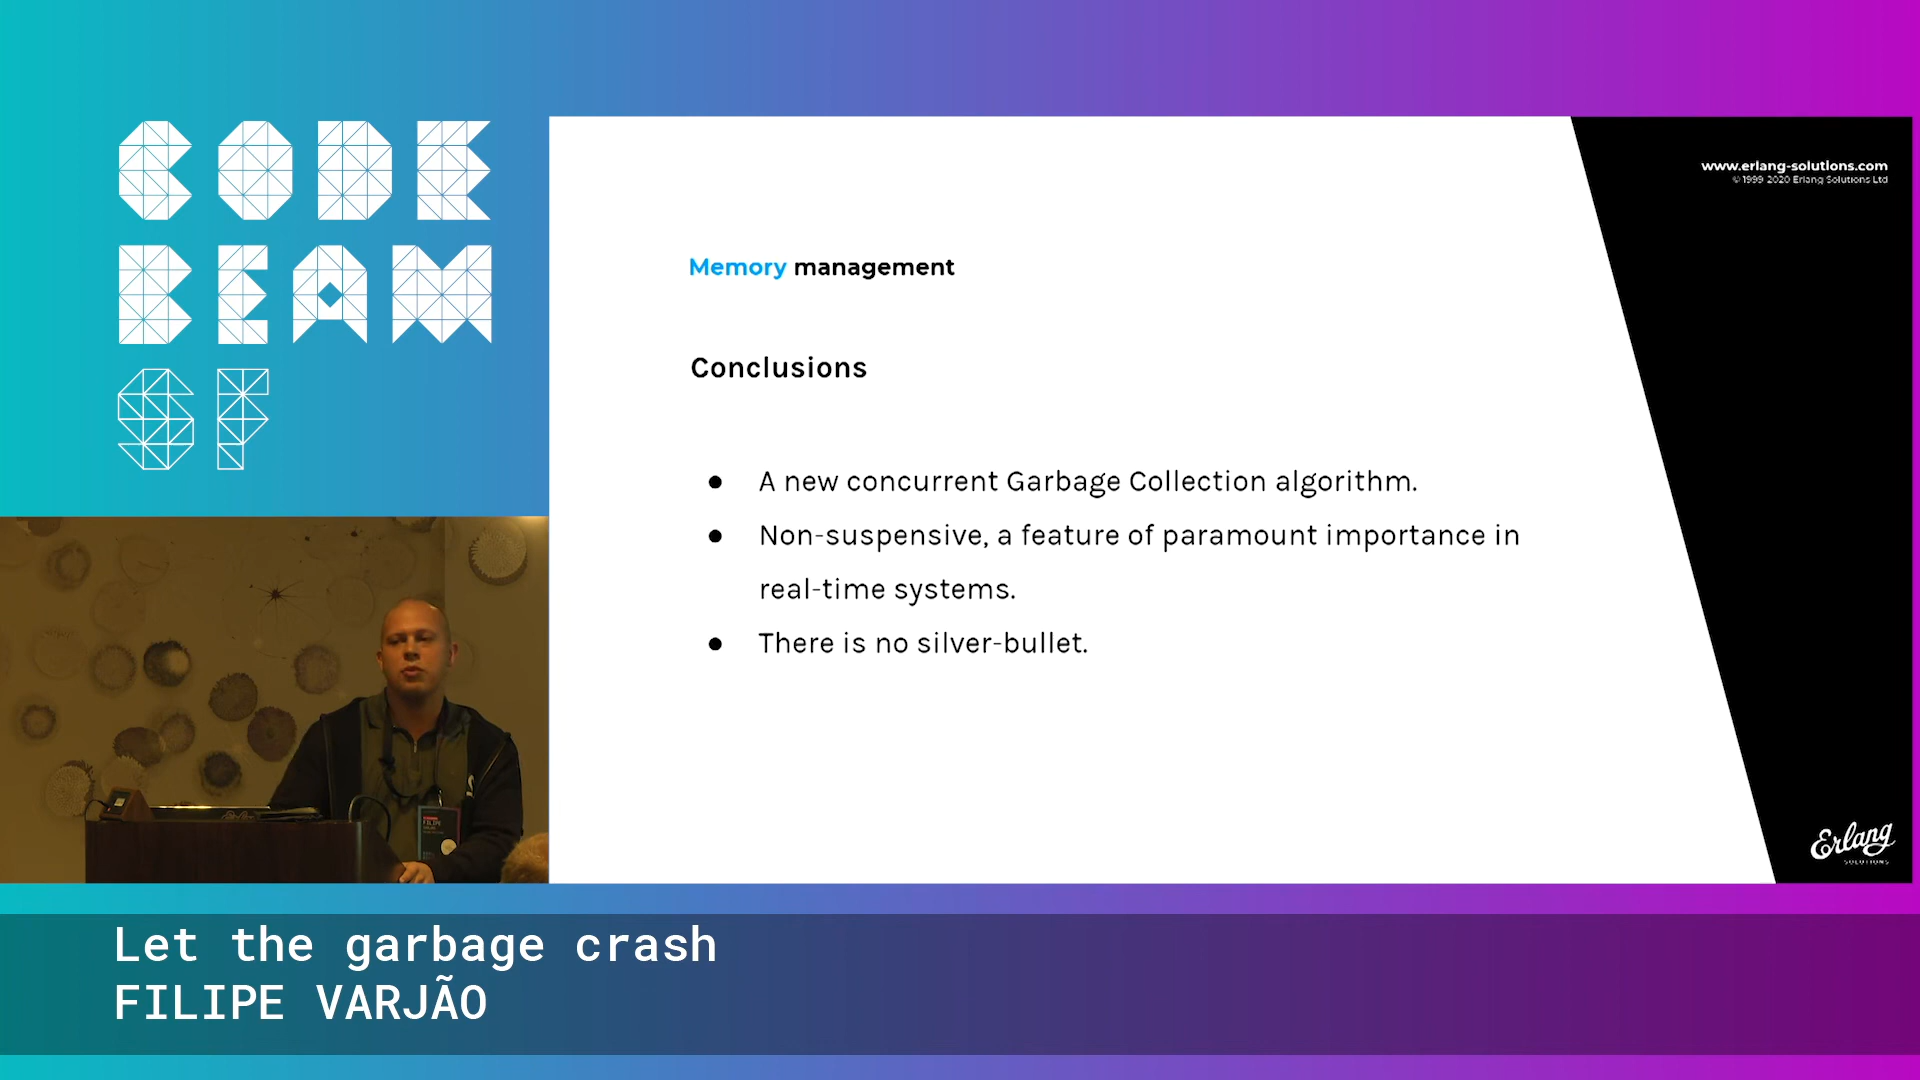 CODE
BEAM
SF
www.erlang-solutions.com
© 1999-2020 Erlang Solutions Ltd
Memory management
Conclusions
● A new concurrent Garbage Collection algorithm.
● Non-suspensive, a feature of paramount importance in
real-time systems.
● There is no silver-bullet.
Erlang
SOLUTIONS
FILIPE
Let the garbage crash
FILIPE VARJÃO